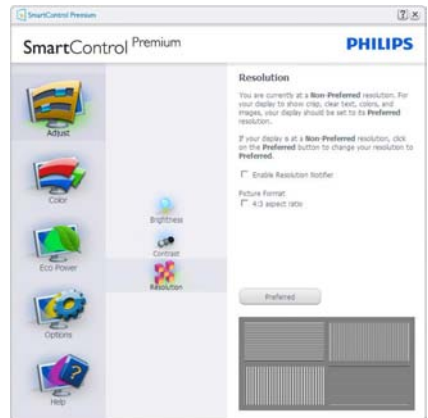 SmartControl Premium
SmartControl Premium
PHILIPS
Adjust
Color
Eco Power
Options
Help
Brightness
Contrast
Resolution
Resolution
You are currently at a Non-Preferred resolution. For
your display to show crisp, clear text, colors, and
images, your display should be set to its Preferred
resolution.
If your display is at a Non-Preferred resolution, click
on the Preferred button to change your resolution to
Preferred.
Enable Resolution Notifier
Picture Format
4:3 aspect ratio
Preferred